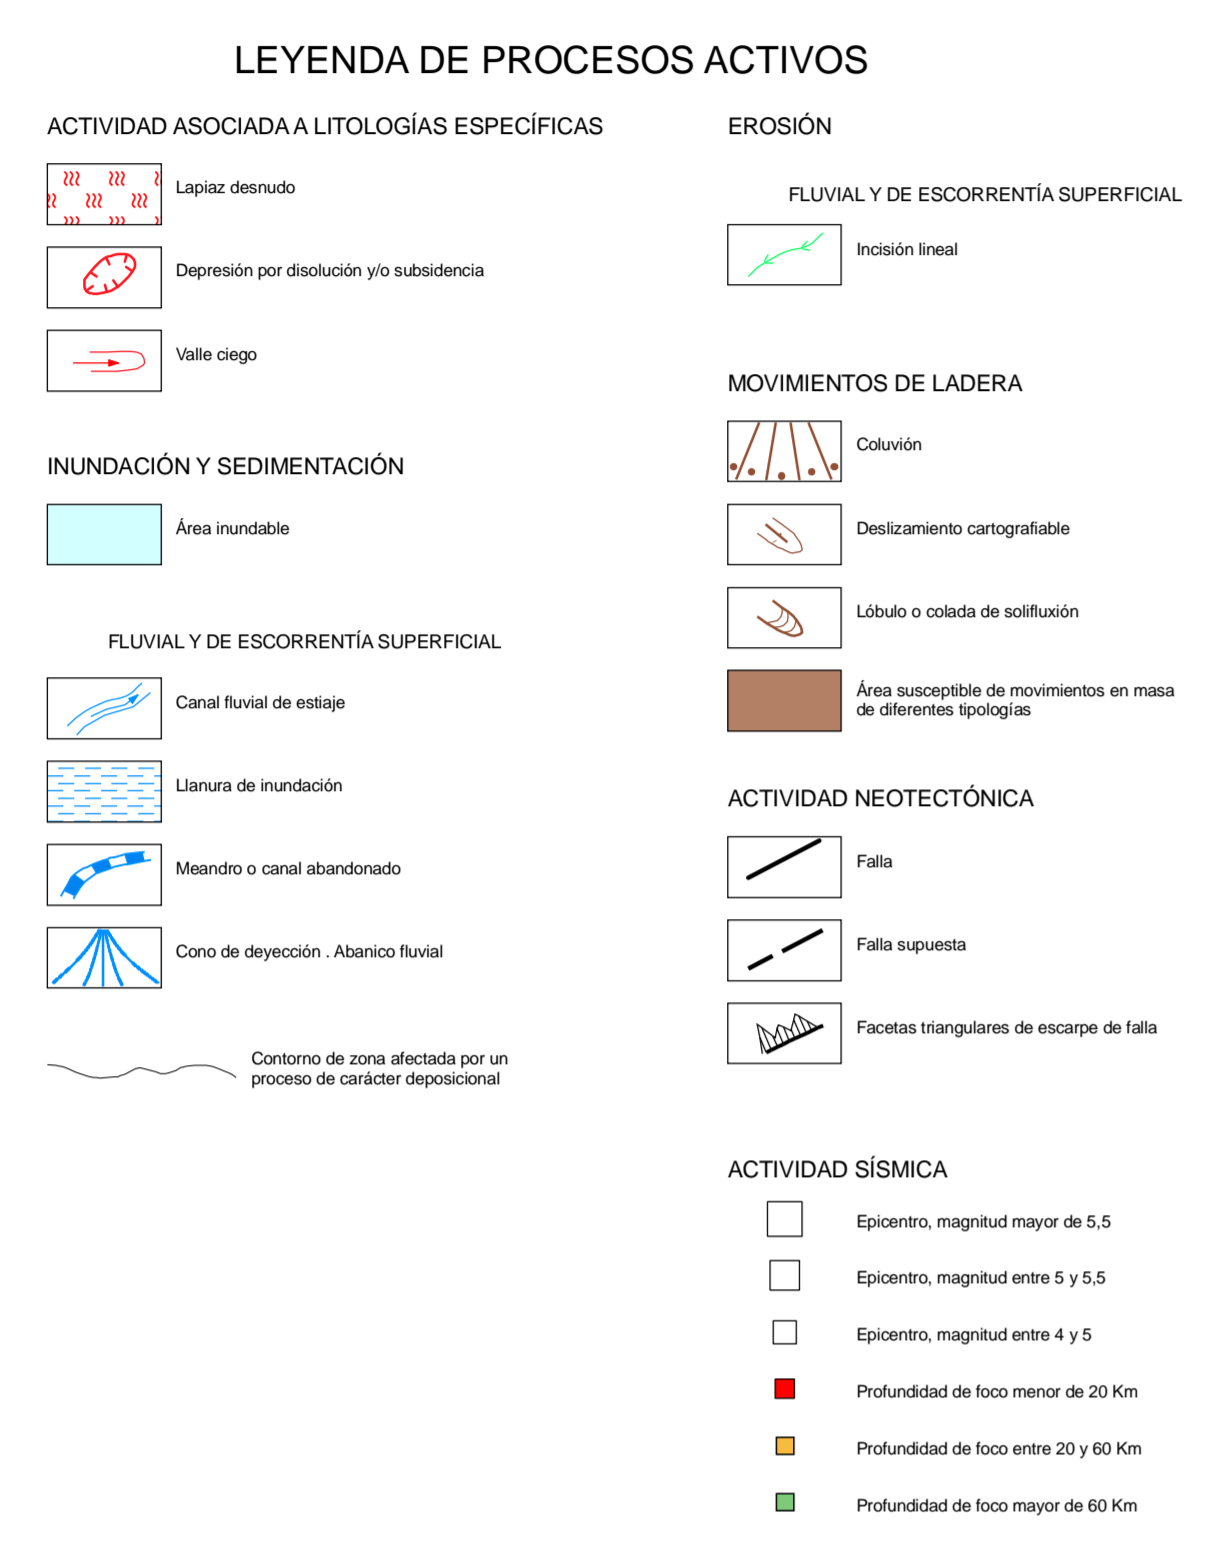 LEYENDA DE PROCESOS ACTIVOS
ACTIVIDAD ASOCIADA A LITOLOGÍAS ESPECÍFICAS
Lapiaz desnudo
Depresión por disolución y/o subsidencia
Valle ciego
INUNDACIÓN Y SEDIMENTACIÓN
Área inundable
FLUVIAL Y DE ESCORRENTÍA SUPERFICIAL
Canal fluvial de estiaje
Llanura de inundación
Meandro o canal abandonado
Cono de deyección . Abanico fluvial
Contorno de zona afectada por un
proceso de carácter deposicional
EROSIÓN
FLUVIAL Y DE ESCORRENTÍA SUPERFICIAL
Incisión lineal
MOVIMIENTOS DE LADERA
Coluvión
Deslizamiento cartografiable
Lóbulo o colada de solifluxión
Área susceptible de movimientos en masa
de diferentes tipologías
ACTIVIDAD NEOTECTÓNICA
Falla
Falla supuesta
Facetas triangulares de escarpe de falla
ACTIVIDAD SÍSMICA
Epicentro, magnitud mayor de 5,5
Epicentro, magnitud entre 5 y 5,5
Epicentro, magnitud entre 4 y 5
Profundidad de foco menor de 20 Km
Profundidad de foco entre 20 y 60 Km
Profundidad de foco mayor de 60 Km